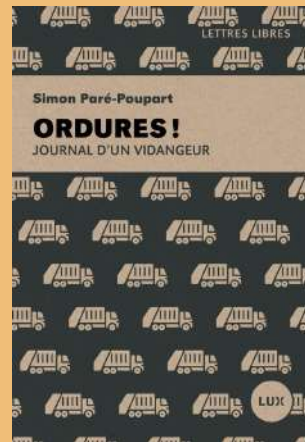 LETTRES LIBRES
Simon Paré-Poupart
ORDURES !
JOURNAL D'UN VIDANGEUR
LUX